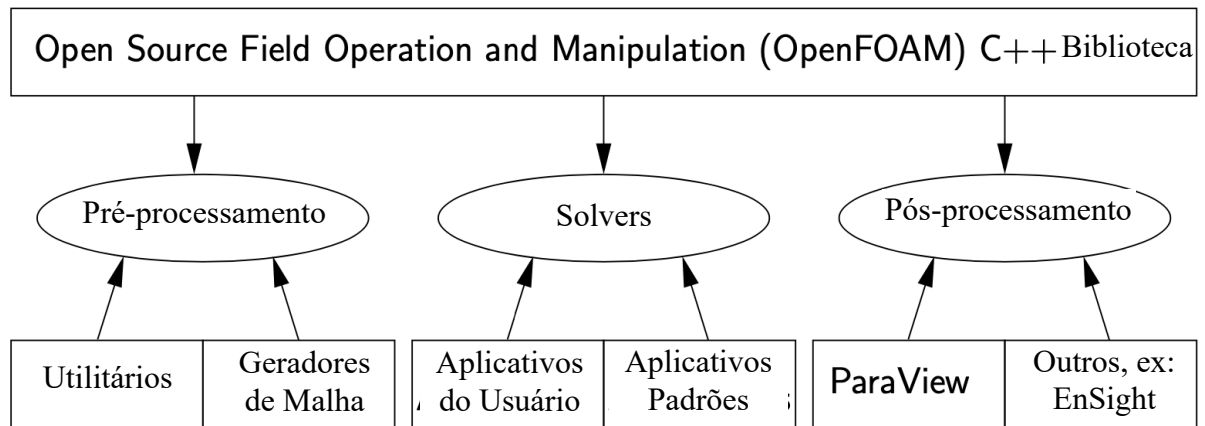 Open Source Field Operation and Manipulation (OpenFOAM) C++ Biblioteca
Pré-processamento
Solvers
Pós-processamento
Utilitários
Geradores
de Malha
Aplicativos
do Usuário
Aplicativos
Padrões
ParaView
Outros, ex:
EnSight